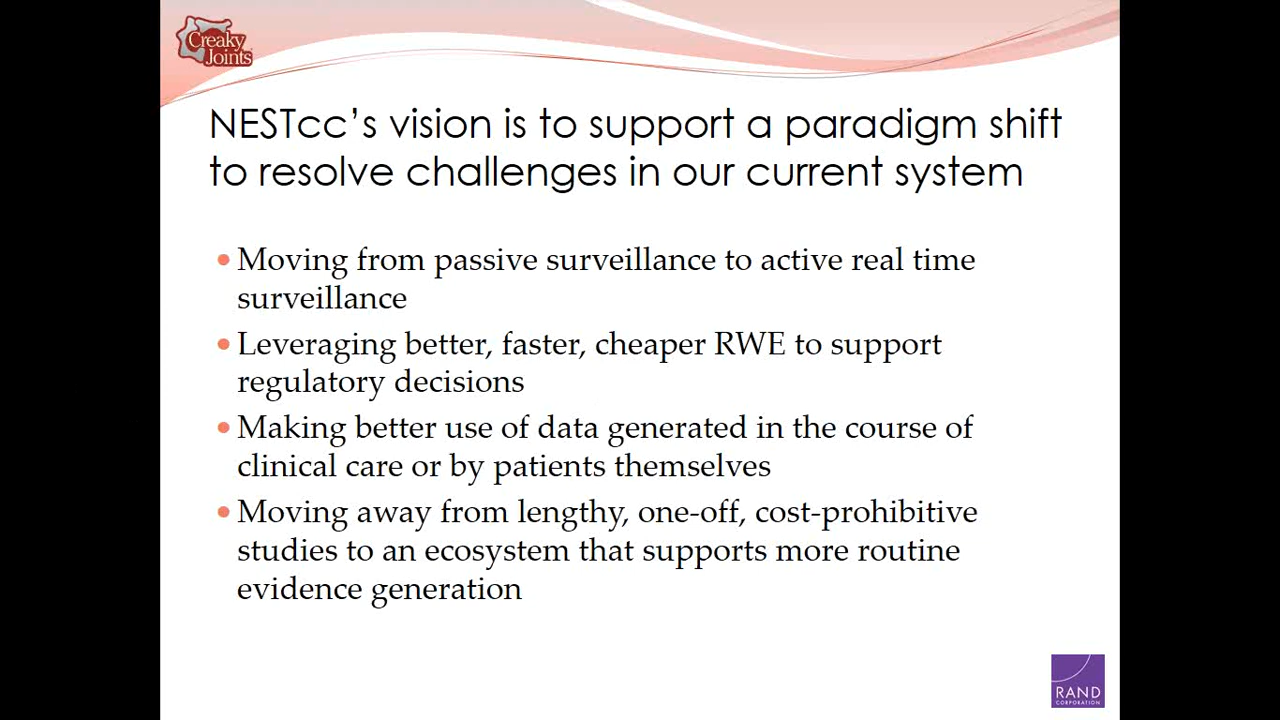 Creaky
Joints
NESTcc's vision is to support a paradigm shift
to resolve challenges in our current system
Moving from passive surveillance to active real time
surveillance
Leveraging better, faster, cheaper RWE to support
regulatory decisions
Making better use of data generated in the course of
clinical care or by patients themselves
Moving away from lengthy, one-off, cost-prohibitive
studies to an ecosystem that supports more routine
evidence generation
RAND
CORPORATION